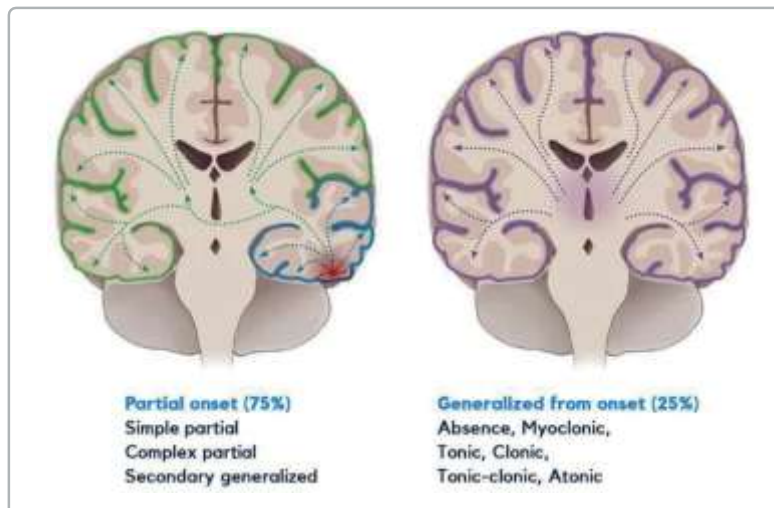 Partial onset (75%)
Simple partial
Complex partial
Secondary generalized
Generalized from onset (25%)
Absence, Myoclonic,
Tonic, Clonic,
Tonic-clonic, Atonic